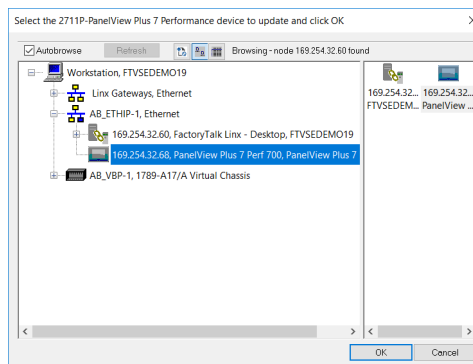 Select the 2711P-PanelView Plus 7 Performance device to update and click OK
Autobrowse
Refresh
Browsing - node 169.254.32.60 found
Workstation, FTVSEDEMO19
Linx Gateways, Ethernet
AB_ETHIP-1, Ethernet
169.254.32.60, FactoryTalk Linx - Desktop, FTVSEDEMO19
169.254.32.68, PanelView Plus 7 Perf 700, PanelView Plus 7
AB_VBP-1, 1789-A17/A Virtual Chassis
169.254.32... 169.254.32...
FTVSEDEM... PanelView ...
OK
Cancel